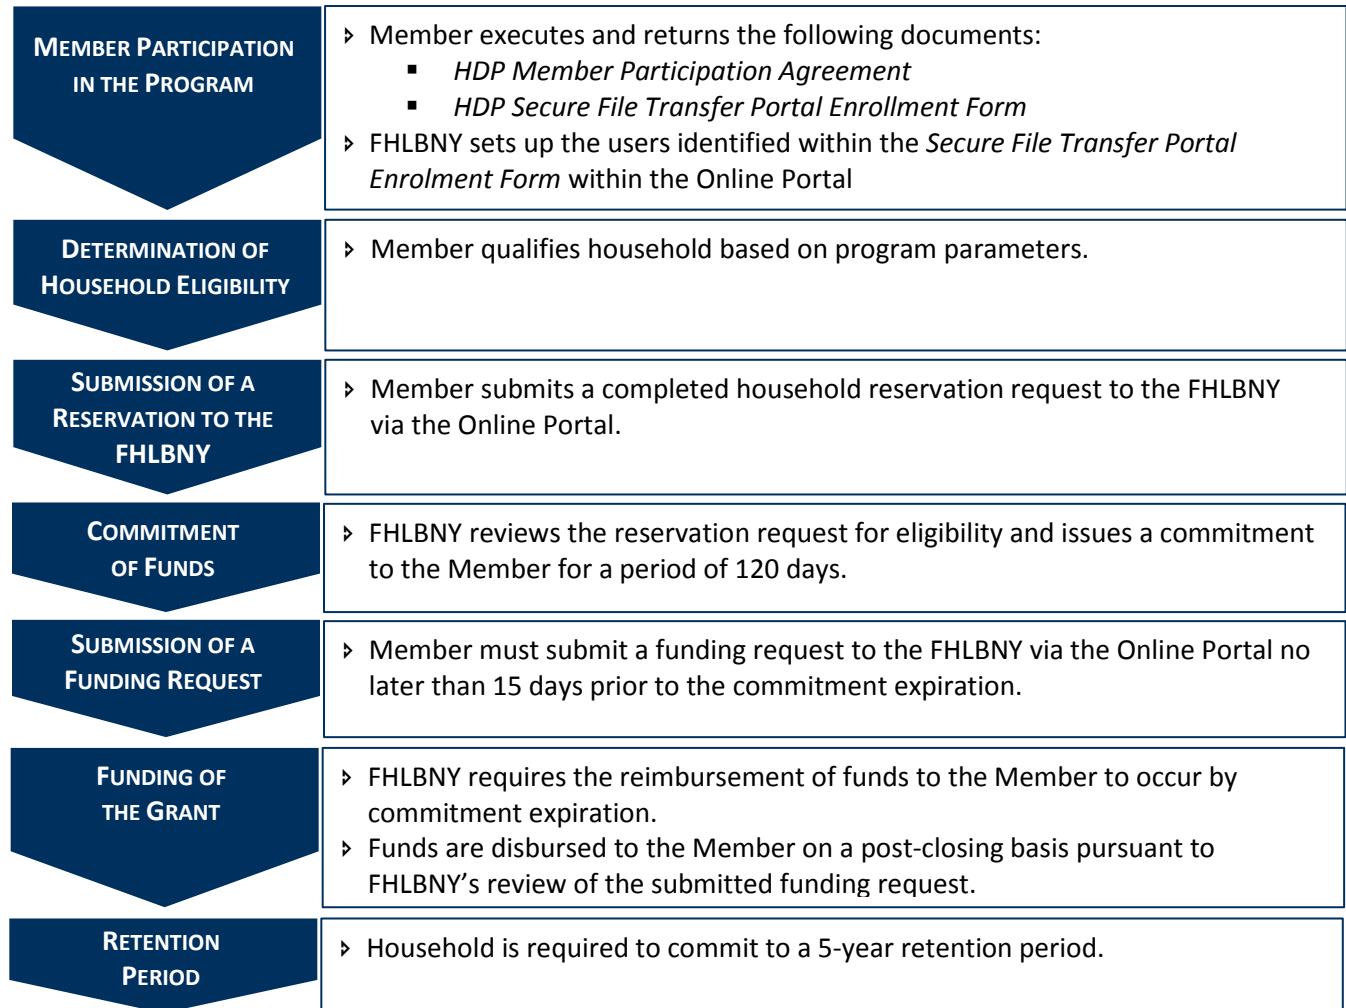 MEMBER PARTICIPATION
IN THE PROGRAM
Member executes and returns the following documents:
HDP Member Participation Agreement
HDP Secure File Transfer Portal Enrollment Form
FHLBNY sets up the users identified within the Secure File Transfer Portal
Enrolment Form within the Online Portal
DETERMINATION OF
HOUSEHOLD ELIGIBILITY
Member qualifies household based on program parameters.
SUBMISSION OF A
RESERVATION TO THE
FHLBNY
Member submits a completed household reservation request to the FHLBNY
via the Online Portal.
COMMITMENT
OF FUNDS
FHLBNY reviews the reservation request for eligibility and issues a commitment
to the Member for a period of 120 days.
SUBMISSION OF A
FUNDING REQUEST
Member must submit a funding request to the FHLBNY via the Online Portal no
later than 15 days prior to the commitment expiration.
FUNDING OF
THE GRANT
FHLBNY requires the reimbursement of funds to the Member to occur by
commitment expiration.
Funds are disbursed to the Member on a post-closing basis pursuant to
FHLBNY’s review of the submitted funding request.
RETENTION
PERIOD
Household is required to commit to a 5-year retention period.